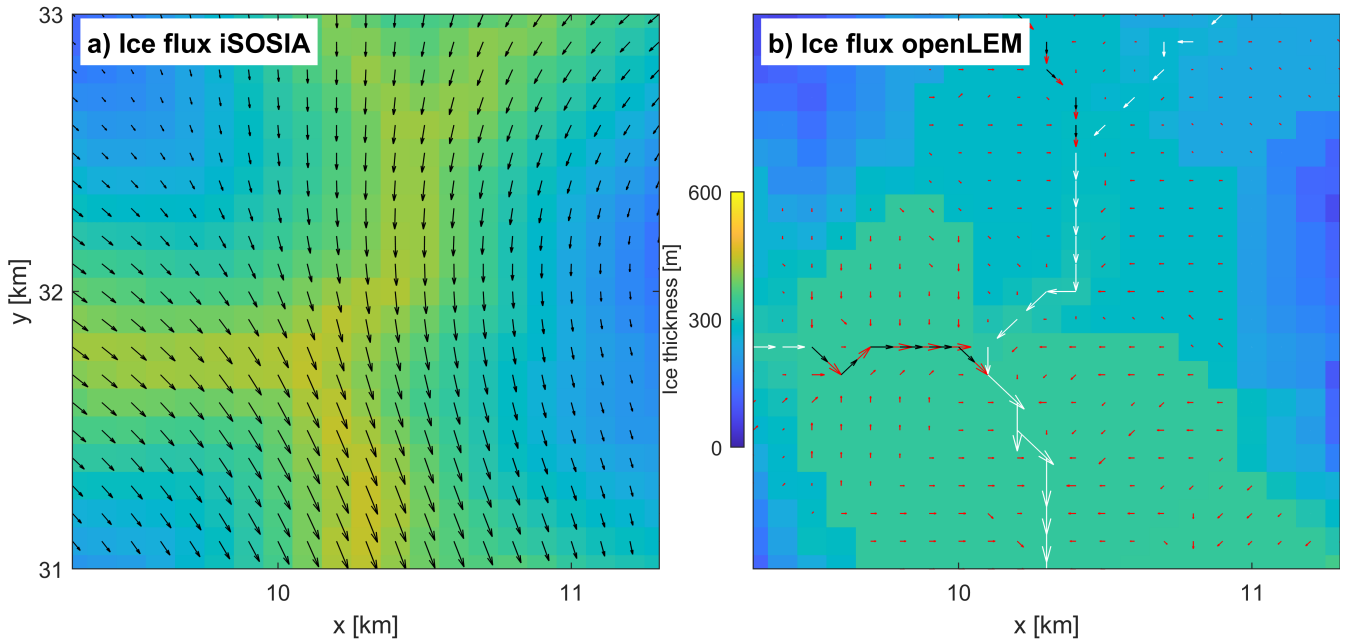 a) Ice flux iSOSIA
b) Ice flux openLEM
33
32
31
y [km]
10
11
x [km]
600
300
0
Ice thickness [m]
10
11
x [km]